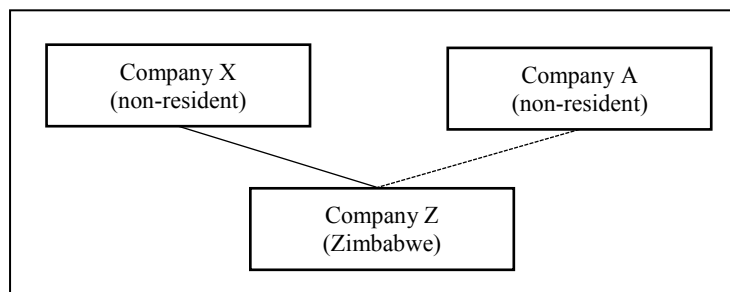 Company X
(non-resident)
Company A
(non-resident)
Company Z
(Zimbabwe)